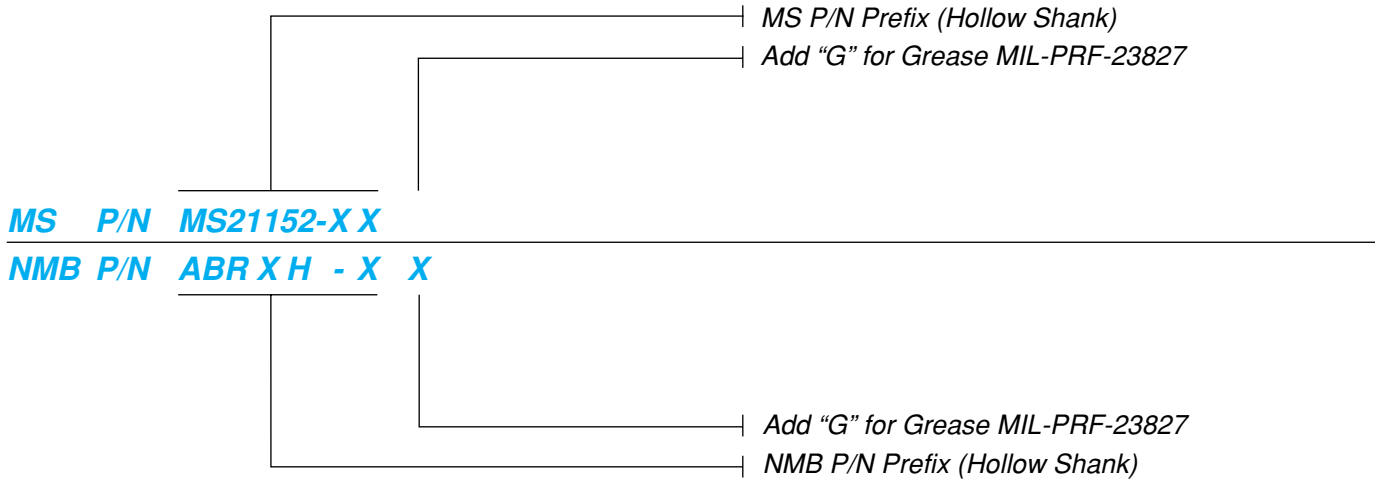 MS P/N Prefix (Hollow Shank)
Add “G” for Grease MIL-PRF-23827
MS P/N MS21152-X X
NMB P/N ABR X H - X X
Add “G” for Grease MIL-PRF-23827
NMB P/N Prefix (Hollow Shank)